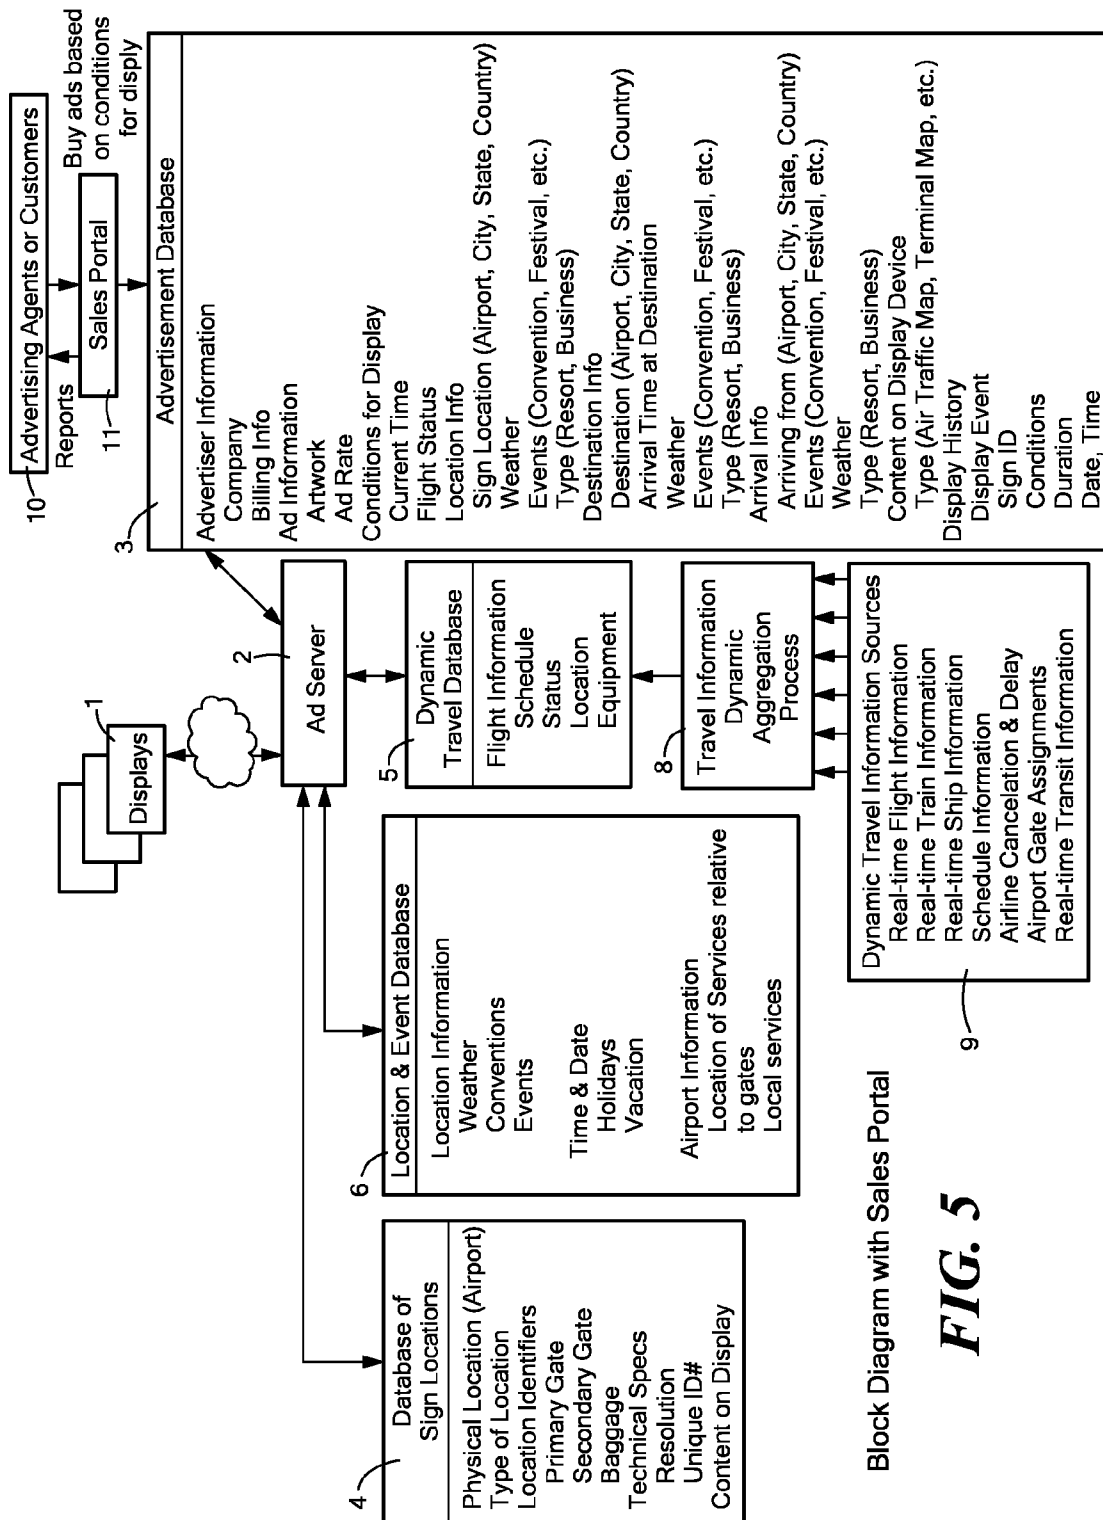 10
Advertising Agents or Customers
Reports
11
Sales Portal
Buy ads based
on conditions
for disply
1
Displays
2
Ad Server
3
Advertisement Database
Advertiser Information
Company
Billing Info
Ad Information
Artwork
Ad Rate
Conditions for Display
Current Time
Flight Status
Location Info
Sign Location (Airport, City, State, Country)
Weather
Events (Convention, Festival, etc.)
Type (Resort, Business)
Destination Info
Destination (Airport, City, State, Country)
Arrival Time at Destination
Weather
Events (Convention, Festival, etc.)
Type (Resort, Business)
Arrival Info
Arriving from (Airport, City, State, Country)
Events (Convention, Festival, etc.)
Weather
Type (Resort, Business)
Content on Display Device
Type (Air Traffic Map, Terminal Map, etc.)
Display History
Display Event
Sign ID
Conditions
Duration
Date, Time
4
Database of
Sign Locations
Physical Location (Airport)
Type of Location
Location Identifiers
Primary Gate
Secondary Gate
Baggage
Technical Specs
Resolution
Unique ID#
Content on Display
6
Location & Event Database
Location Information
Weather
Conventions
Events
Time & Date
Holidays
Vacation
Airport Information
Location of Services relative
to gates
Local services
5
Dynamic
Travel Database
Flight Information
Schedule
Status
Location
Equipment
8
Travel Information
Dynamic
Aggregation
Process
9
Dynamic Travel Information Sources
Real-time Flight Information
Real-time Train Information
Real-time Ship Information
Schedule Information
Airline Cancelation & Delay
Airport Gate Assignments
Real-time Transit Information
Block Diagram with Sales Portal
FIG. 5